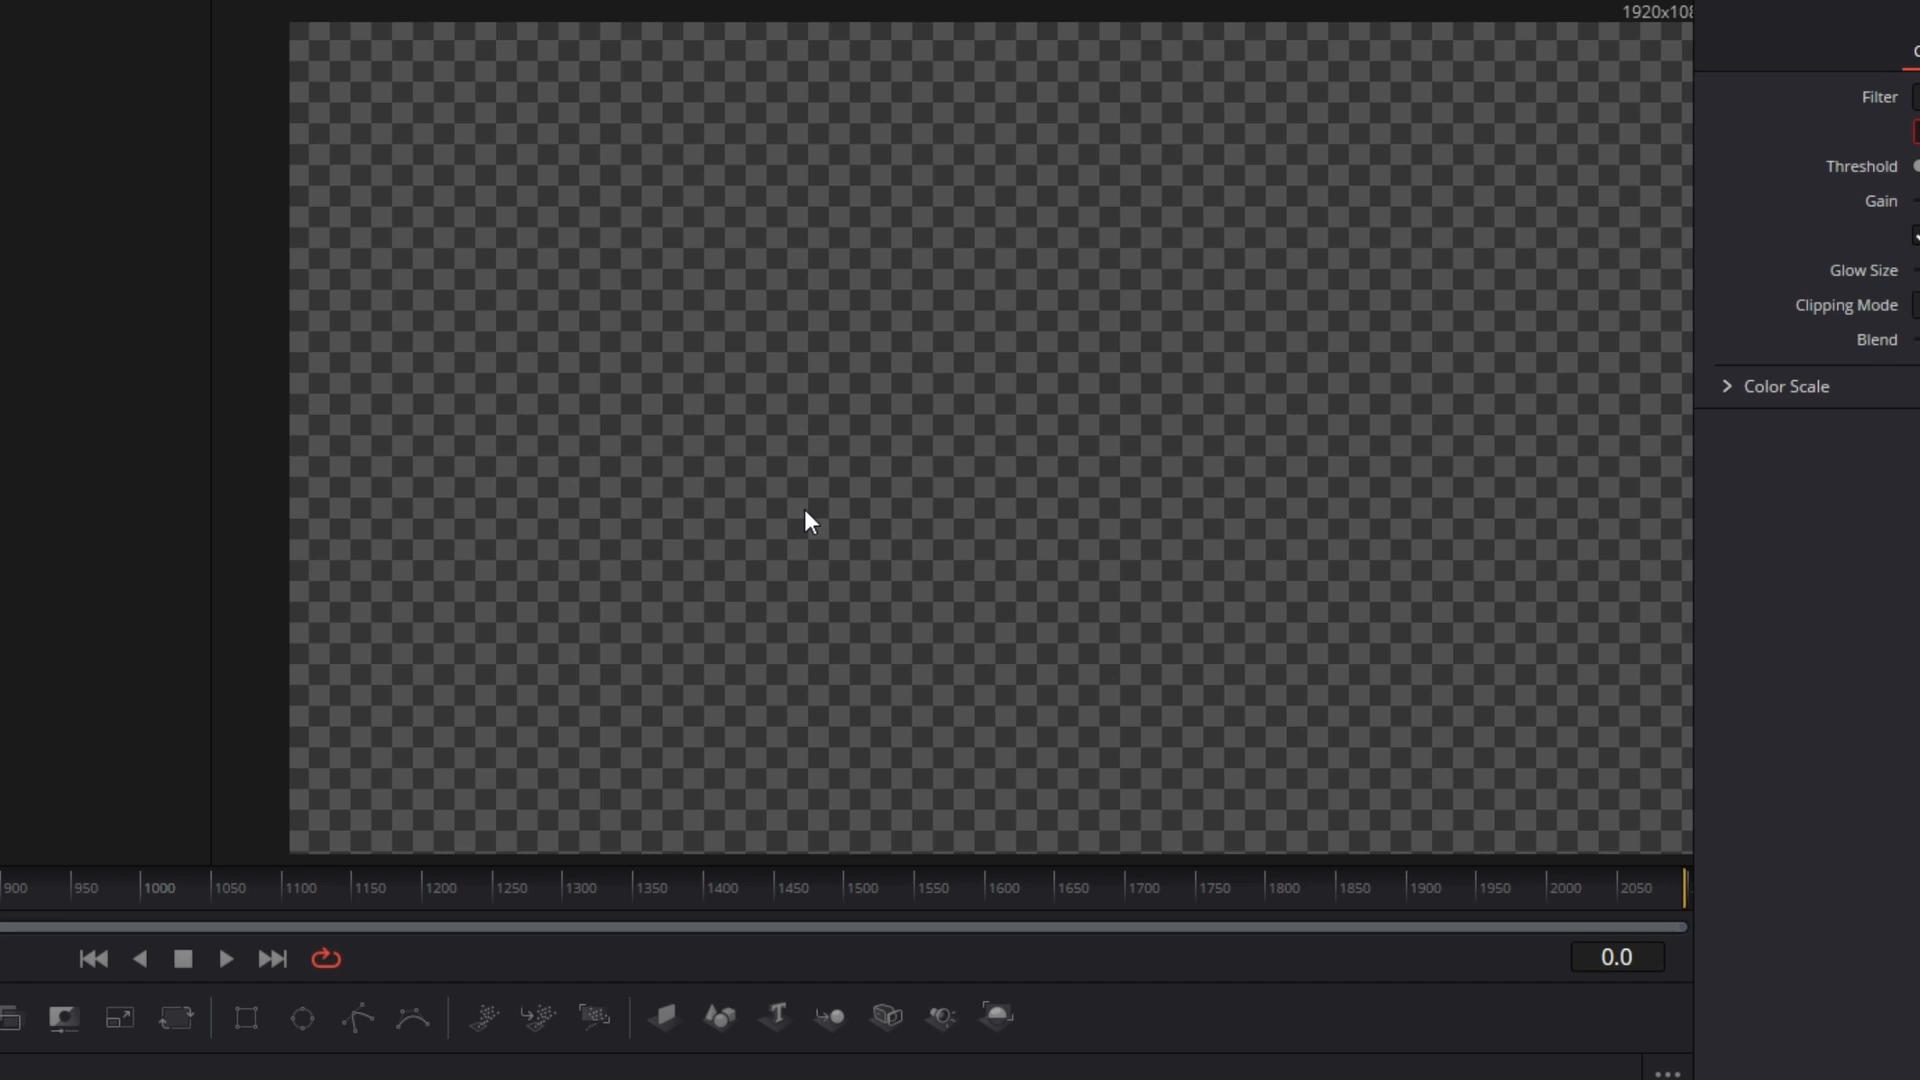 1920x108
Filter
Threshold
Gain
Glow Size
Clipping Mode
Blend
Color Scale
900 950 1000 1050 1100 1150 1200 1250 1300 1350 1400 1450 1500 1550 1600 1650 1700 1750 1800 1850 1900 1950 2000 2050
0.0